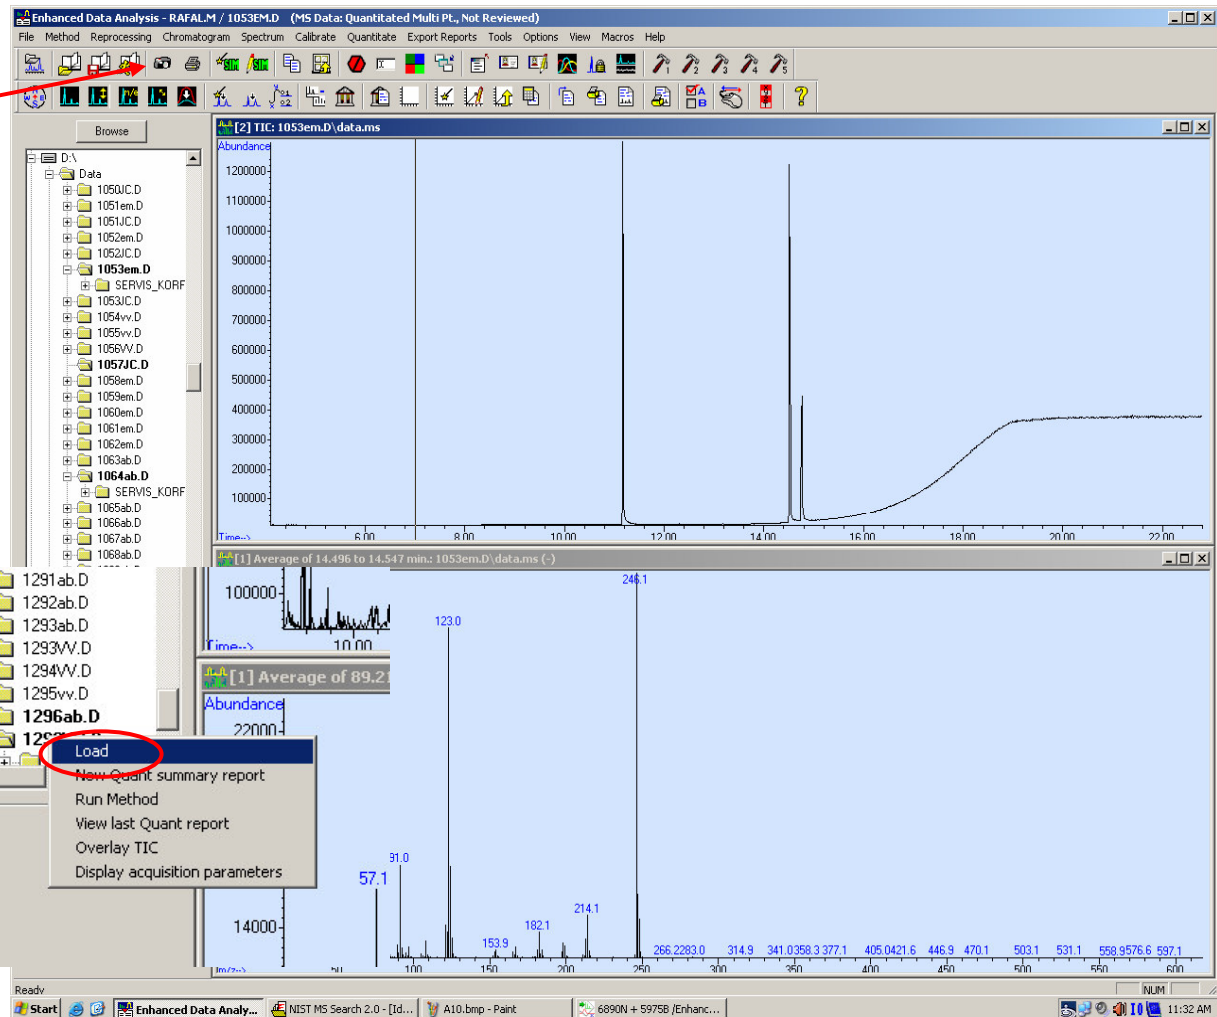 Enhanced Data Analysis - RAFAL.M / 1053EM.D (MS Data: Quantitated Multi Pt., Not Reviewed)
File Method Reprocessing Chromatogram Spectrum Calibrate Quantitate Export Reports Tools Options View Macros Help
Browse
D:\
Data
1050JC.D
1051em.D
1051JC.D
1052em.D
1052JC.D
1053em.D
SERVIS_KORF
1053JC.D
1054vv.D
1055vv.D
1056VV.D
1057JC.D
1058em.D
1059em.D
1060em.D
1061em.D
1062em.D
1063ab.D
1064ab.D
SERVIS_KORF
1065ab.D
1066ab.D
1067ab.D
1068ab.D
[2] TIC: 1053em.D\data.ms
Abundance
1200000
1100000
1000000
900000
800000
700000
600000
500000
400000
300000
200000
100000
Time-->
6.00 8.00 10.00 12.00 14.00 16.00 18.00 20.00 22.00
[1] Average of 14.496 to 14.547 min.: 1053em.D\data.ms (-)
1291ab.D
1292ab.D
1293ab.D
1293VV.D
1294VV.D
1295vv.D
1296ab.D
100000
Time-->
10.00
[1] Average of 89.21
Abundance
22000
14000
57.1
Load
New Quant summary report
Run Method
View last Quant report
Overlay TIC
Display acquisition parameters
246.1
123.0
91.0
214.1
182.1
153.9
266.2283.0 314.9 341.0358.3 377.1 405.0421.6 446.9 470.1 503.1 531.1 558.9576.6 597.1
m/z-->
50 100 150 200 250 300 350 400 450 500 550 600
Ready
NUM
Start
Enhanced Data Analy...
NIST MS Search 2.0 - [Id...
A10.bmp - Paint
6890N + 5975B /Enhanc...
11:32 AM